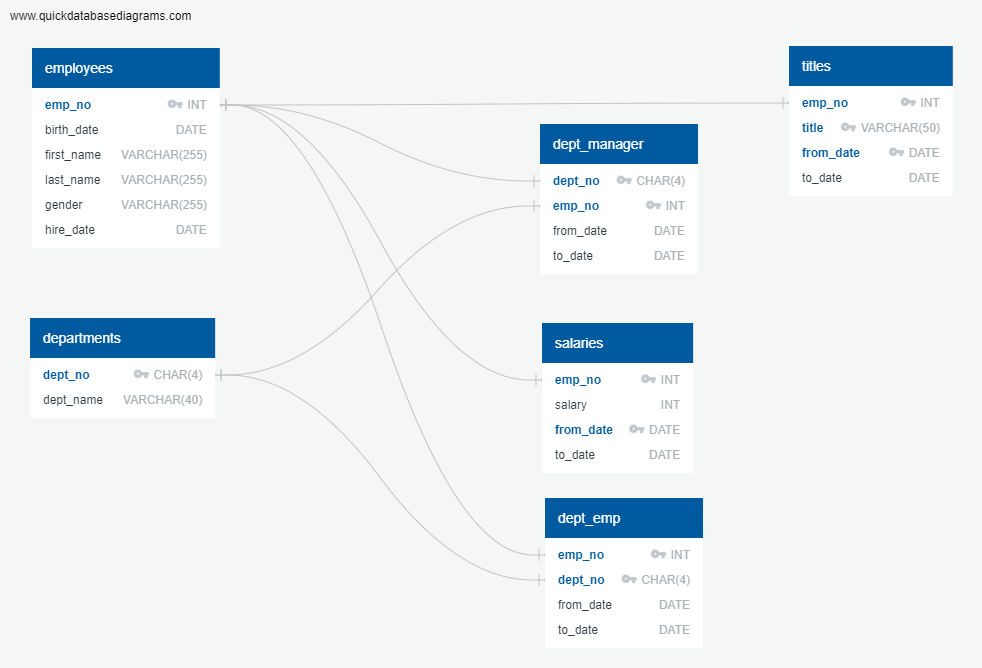 www.quickdatabasediagrams.com
employees
emp_no INT
birth_date DATE
first_name VARCHAR(255)
last_name VARCHAR(255)
gender VARCHAR(255)
hire_date DATE
titles
emp_no INT
title VARCHAR(50)
from_date DATE
to_date DATE
dept_manager
dept_no CHAR(4)
emp_no INT
from_date DATE
to_date DATE
departments
dept_no CHAR(4)
dept_name VARCHAR(40)
salaries
emp_no INT
salary INT
from_date DATE
to_date DATE
dept_emp
emp_no INT
dept_no CHAR(4)
from_date DATE
to_date DATE